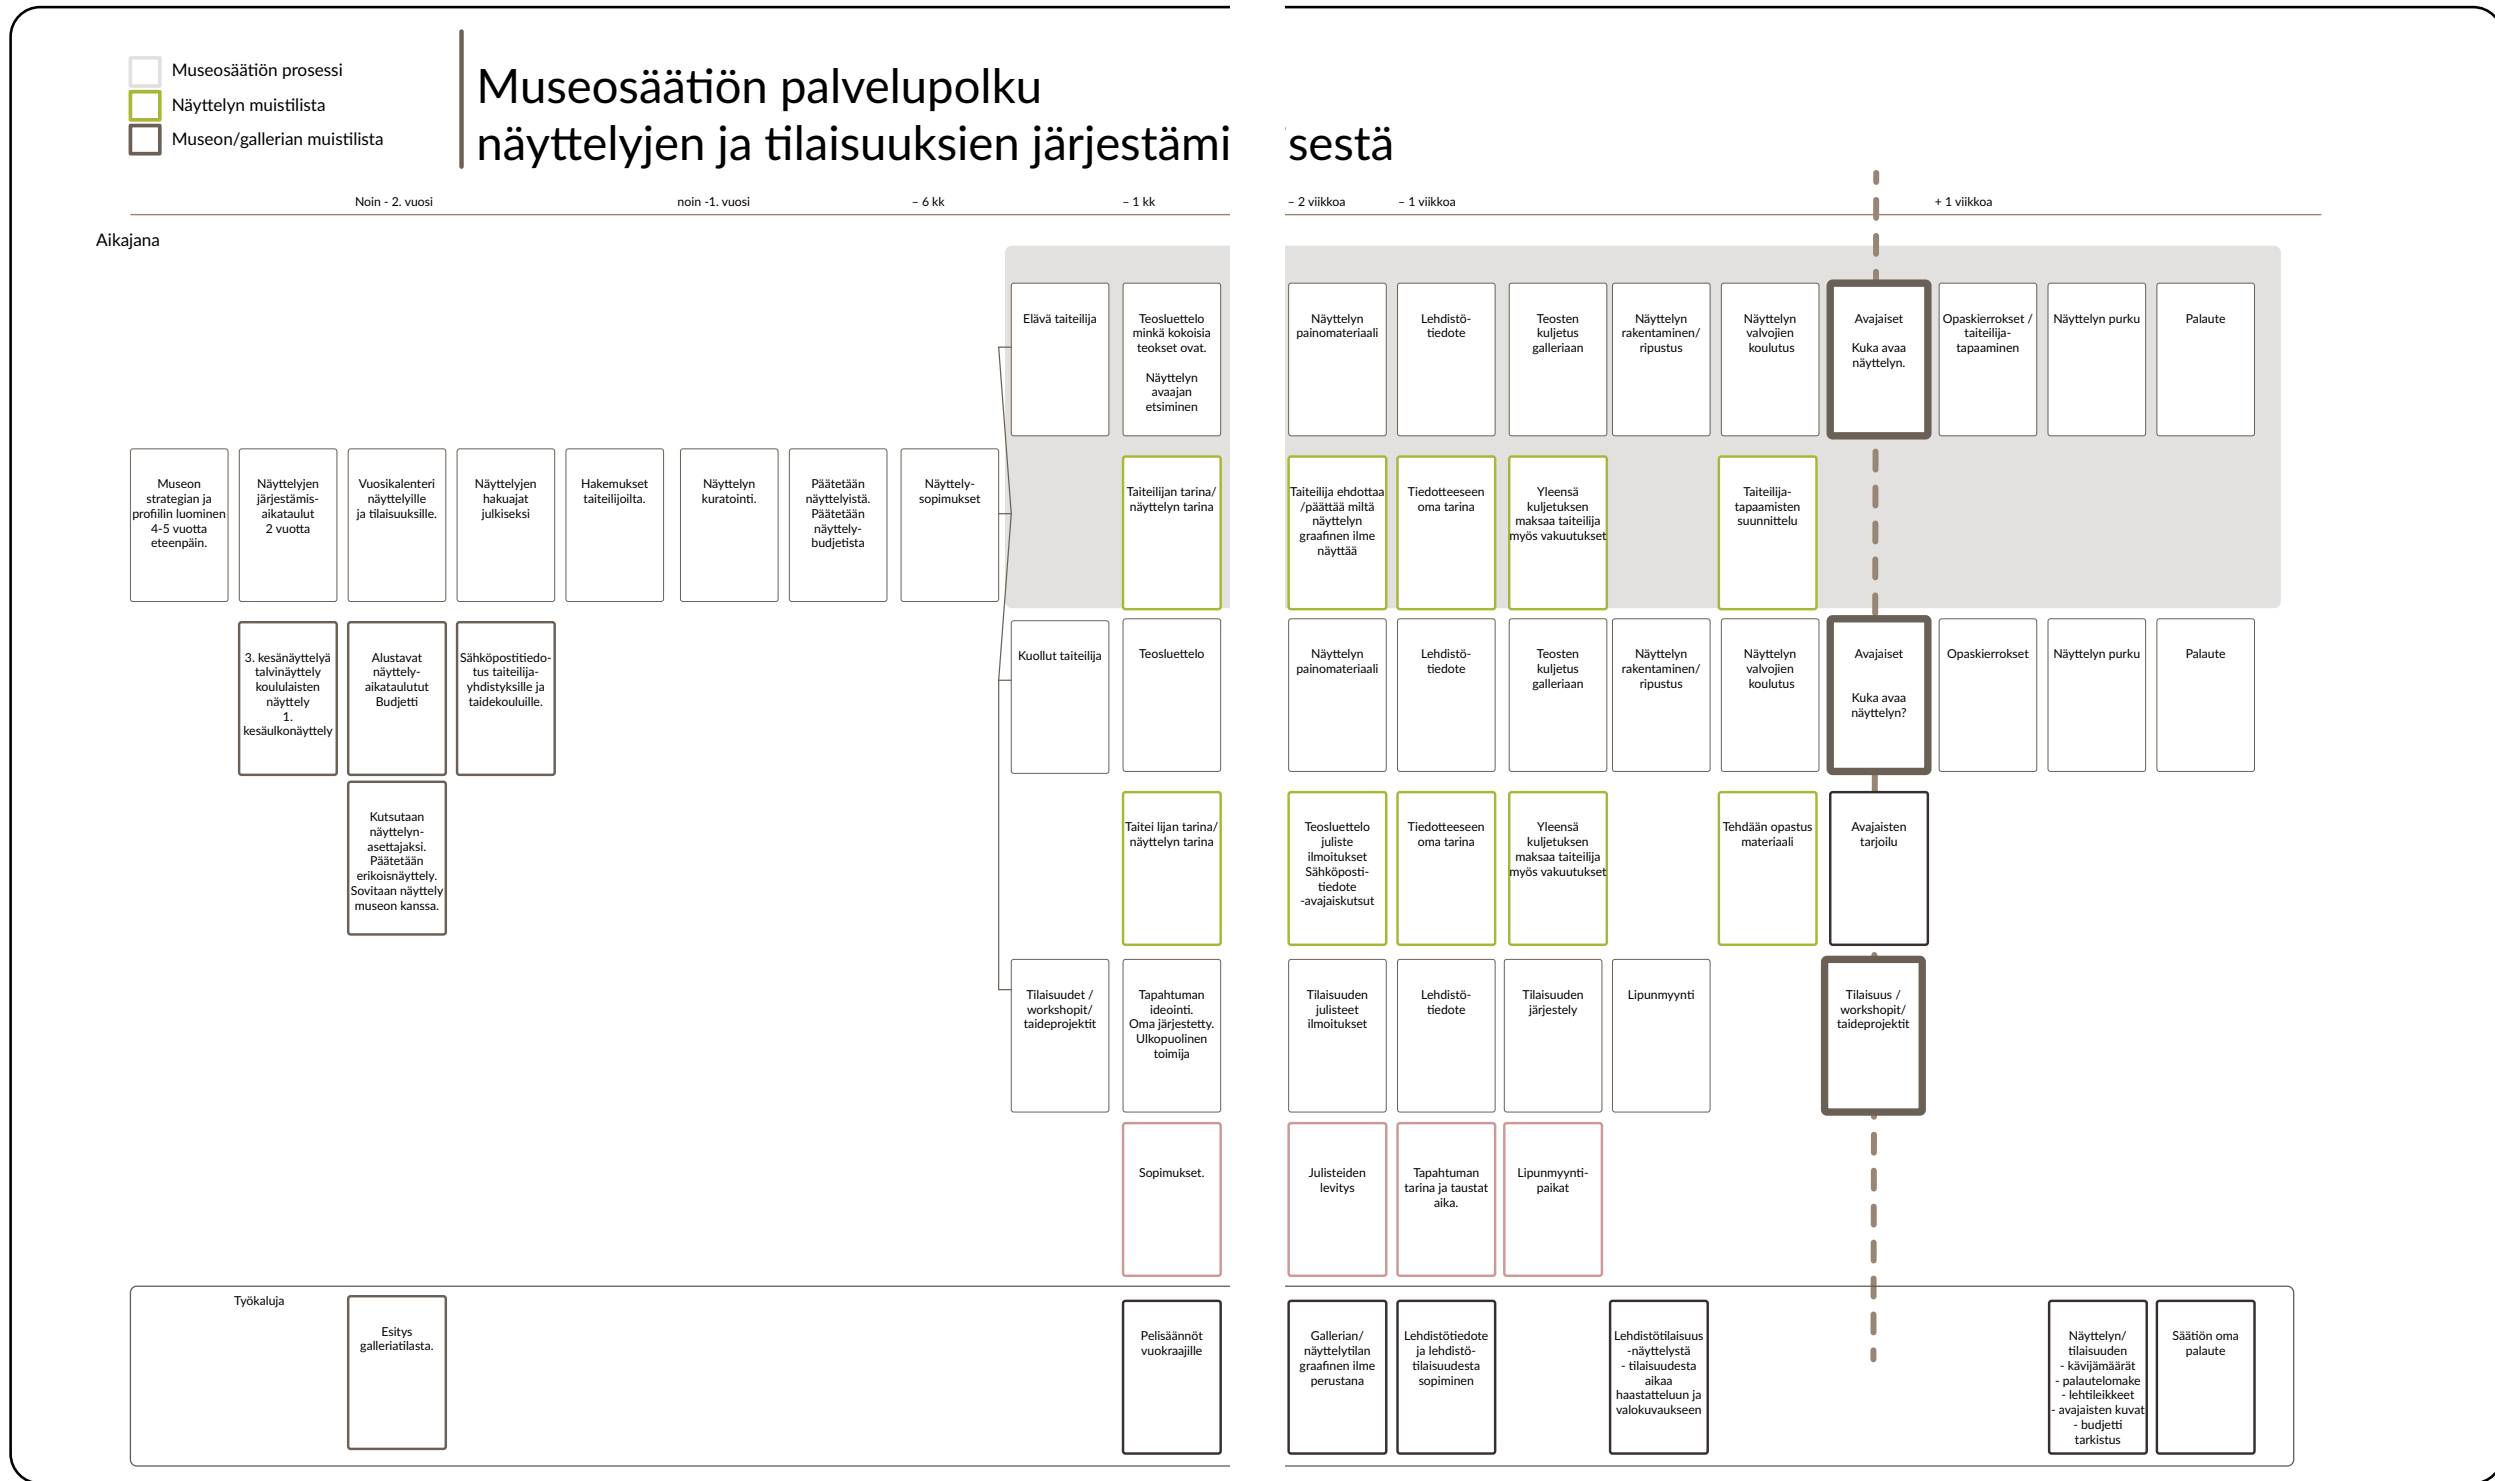 Museosäätiön prosessi
Näyttelyn muistilista
Museon/gallerian muistilista
Museosäätiön palvelupolku
näyttelyjen ja tilaisuuksien järjestämi sestä
Noin - 2. vuosi
noin -1. vuosi
– 6 kk
– 1 kk
– 2 viikkoa
– 1 viikkoa
+ 1 viikkoa
Aikajana
Elävä taiteilija
Teosluettelo
minkä kokoisia
teokset ovat.
Näyttelyn
avaajan
etsiminen
Näyttelyn
painomateriaali
Lehdistö-
tiedote
Teosten
kuljetus
galleriaan
Näyttelyn
rakentaminen/
ripustus
Näyttelyn
valvojien
koulutus
Avajaiset
Kuka avaa
näyttelyn.
Opaskierrokset /
taiteilija-
tapaaminen
Näyttelyn purku
Palaute
Museon
strategian ja
profiilin luominen
4-5 vuotta
eteenpäin.
Näyttelyjen
järjestämis-
aikataulut
2 vuotta
Vuosikalenteri
näyttelyille
ja tilaisuuksille.
Näyttelyjen
hakuajat
julkiseksi
Hakemukset
taiteilijoilta.
Näyttelyn
kuratointi.
Päätetään
näyttelyistä.
Päätetään
näyttely-
budjetista
Näyttely-
sopimukset
Taiteilijan tarina/
näyttelyn tarina
Taiteilija ehdottaa
/päättää miltä
näyttelyn
graafinen ilme
näyttää
Tiedotteeseen
oma tarina
Yleensä
kuljetuksen
maksaa taiteilija
myös vakuutukset
Taiteilija-
tapaamisten
suunnittelu
3. kesänäyttelyä
talvinäyttely
koululaisten
näyttely
1.
kesäulkonäyttely
Alustavat
näyttely-
aikataulutut
Budjetti
Sähköpostitiedo-
tus taiteilija-
yhdistyksille ja
taidekouluille.
Kuollut taiteilija
Teosluettelo
Näyttelyn
painomateriaali
Lehdistö-
tiedote
Teosten
kuljetus
galleriaan
Näyttelyn
rakentaminen/
ripustus
Näyttelyn
valvojien
koulutus
Avajaiset
Kuka avaa
näyttelyn?
Opaskierrokset
Näyttelyn purku
Palaute
Kutsutaan
näyttelyn-
asettajaksi.
Päätetään
erikoisnäyttely.
Sovitaan näyttely
museon kanssa.
Taitei lijan tarina/
näyttelyn tarina
Teosluettelo
juliste
ilmoitukset
Sähköposti-
tiedote
-avajaiskutsut
Tiedotteeseen
oma tarina
Yleensä
kuljetuksen
maksaa taiteilija
myös vakuutukset
Tehdään opastus
materiaali
Avajaisten
tarjoilu
Tilaisuudet /
workshopit/
taideprojektit
Tapahtuman
ideointi.
Oma järjestetty.
Ulkopuolinen
toimija
Tilaisuuden
julisteet
ilmoitukset
Lehdistö-
tiedote
Tilaisuuden
järjestely
Lipunmyynti
Tilaisuus /
workshopit/
taideprojektit
Sopimukset.
Julisteiden
levitys
Tapahtuman
tarina ja taustat
aika.
Lipunmyynti-
paikat
Työkaluja
Esitys
galleriatilasta.
Pelisäännöt
vuokraajille
Gallerian/
näyttelytilan
graafinen ilme
perustana
Lehdistötiedote
ja lehdistö-
tilaisuudesta
sopiminen
Lehdistötilaisuus
-näyttelystä
- tilaisuudesta
aikaa
haastatteluun ja
valokuvaukseen
Näyttelyn/
tilaisuuden
- kävijämäärät
- palautelomake
- lehtileikkeet
- avajaisten kuvat
- budjetti
tarkistus
Säätiön oma
palaute